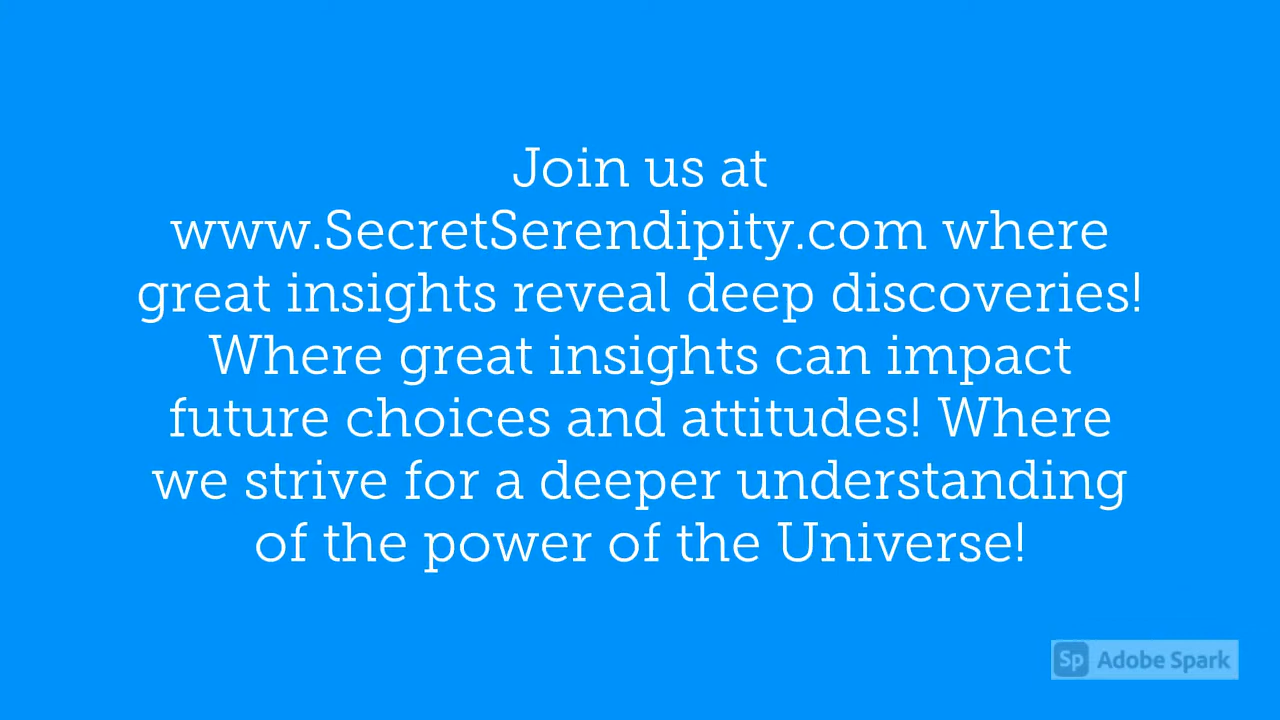 Join us at
www.SecretSerendipity.com where
great insights reveal deep discoveries!
Where great insights can impact
future choices and attitudes! Where
we strive for a deeper understanding
of the power of the Universe!
Sp Adobe Spark